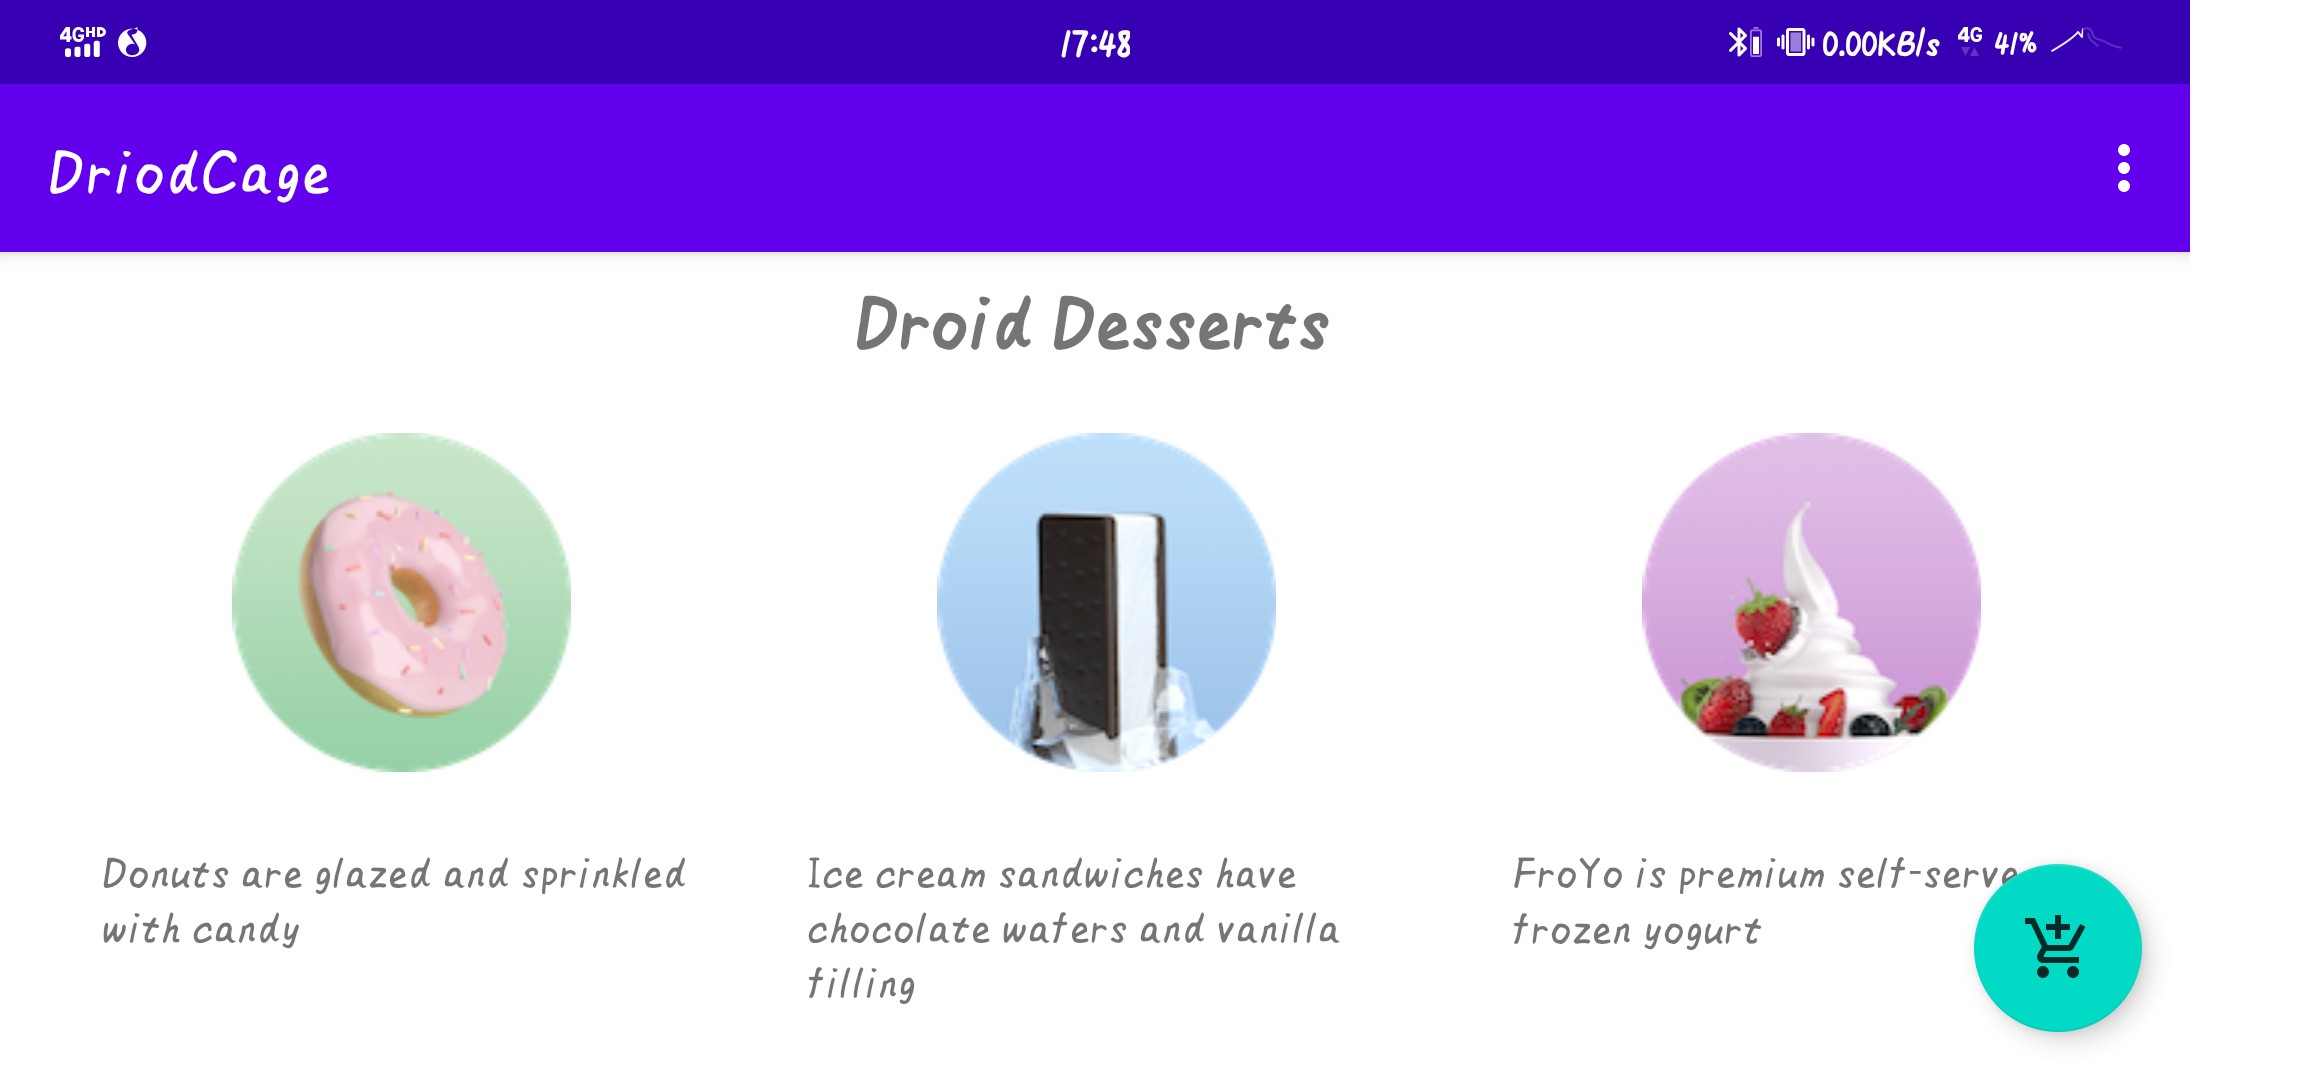 4GHD 17:48 0.00KB/s 4G 41%
DriodCage
Droid Desserts
Donuts are glazed and sprinkled
with candy
Ice cream sandwiches have
chocolate wafers and vanilla
filling
FroYo is premium self-serve
frozen yogurt